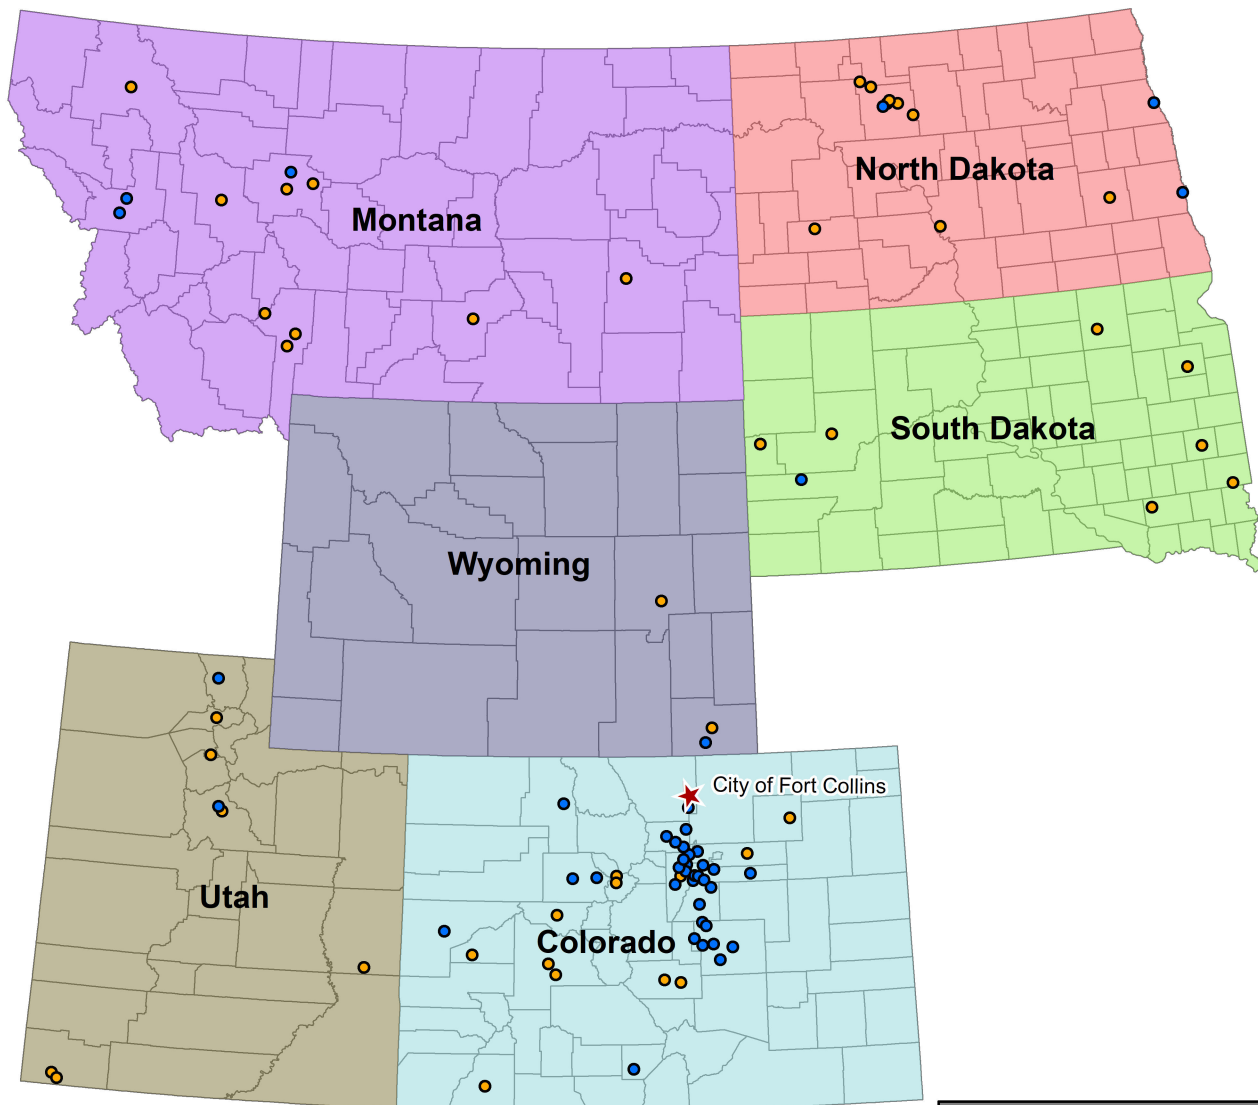 North Dakota
Montana
South Dakota
Wyoming
City of Fort Collins
Utah
Colorado